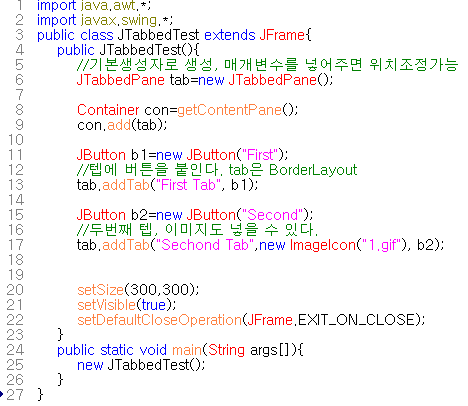 1 import java.awt.*;
2 import javax.swing.*;
3 public class JTabbedTest extends JFrame{
4 public JTabbedTest(){
5 //기본생성자로 생성, 매개변수를 넣어주면 위치조정가능
6 JTabbedPane tab=new JTabbedPane();
7
8 Container con=getContentPane();
9 con.add(tab);
10
11 JButton b1=new JButton("First");
12 //텝에 버튼을 붙인다. tab은 BorderLayout
13 tab.addTab("First Tab", b1);
14
15 JButton b2=new JButton("Second");
16 //두번째 텝, 이미지도 넣을 수 있다.
17 tab.addTab("Sechond Tab",new ImageIcon("1.gif"), b2);
18
19
20 setSize(300,300);
21 setVisible(true);
22 setDefaultCloseOperation(JFrame.EXIT_ON_CLOSE);
23 }
24 public static void main(String args[]){
25 new JTabbedTest();
26 }
27 }